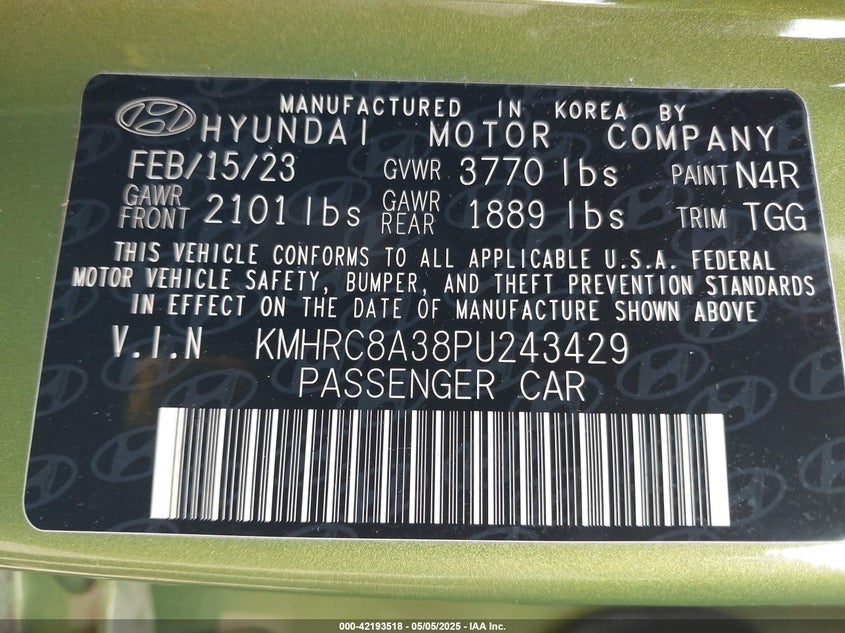 MANUFACTURED IN KOREA BY
HYUNDAI MOTOR COMPANY
FEB/15/23 GVWR 3770 lbs PAINT N4R
GAWR FRONT 2101 lbs GAWR REAR 1889 lbs TRIM TGG
THIS VEHICLE CONFORMS TO ALL APPLICABLE U.S.A. FEDERAL
MOTOR VEHICLE SAFETY, BUMPER, AND THEFT PREVENTION STANDARDS
IN EFFECT ON THE DATE OF MANUFACTURE SHOWN ABOVE
V.I.N KMHRC8A38PU243429
PASSENGER CAR
000-42193518 | 05/05/2025 - IAA Inc.